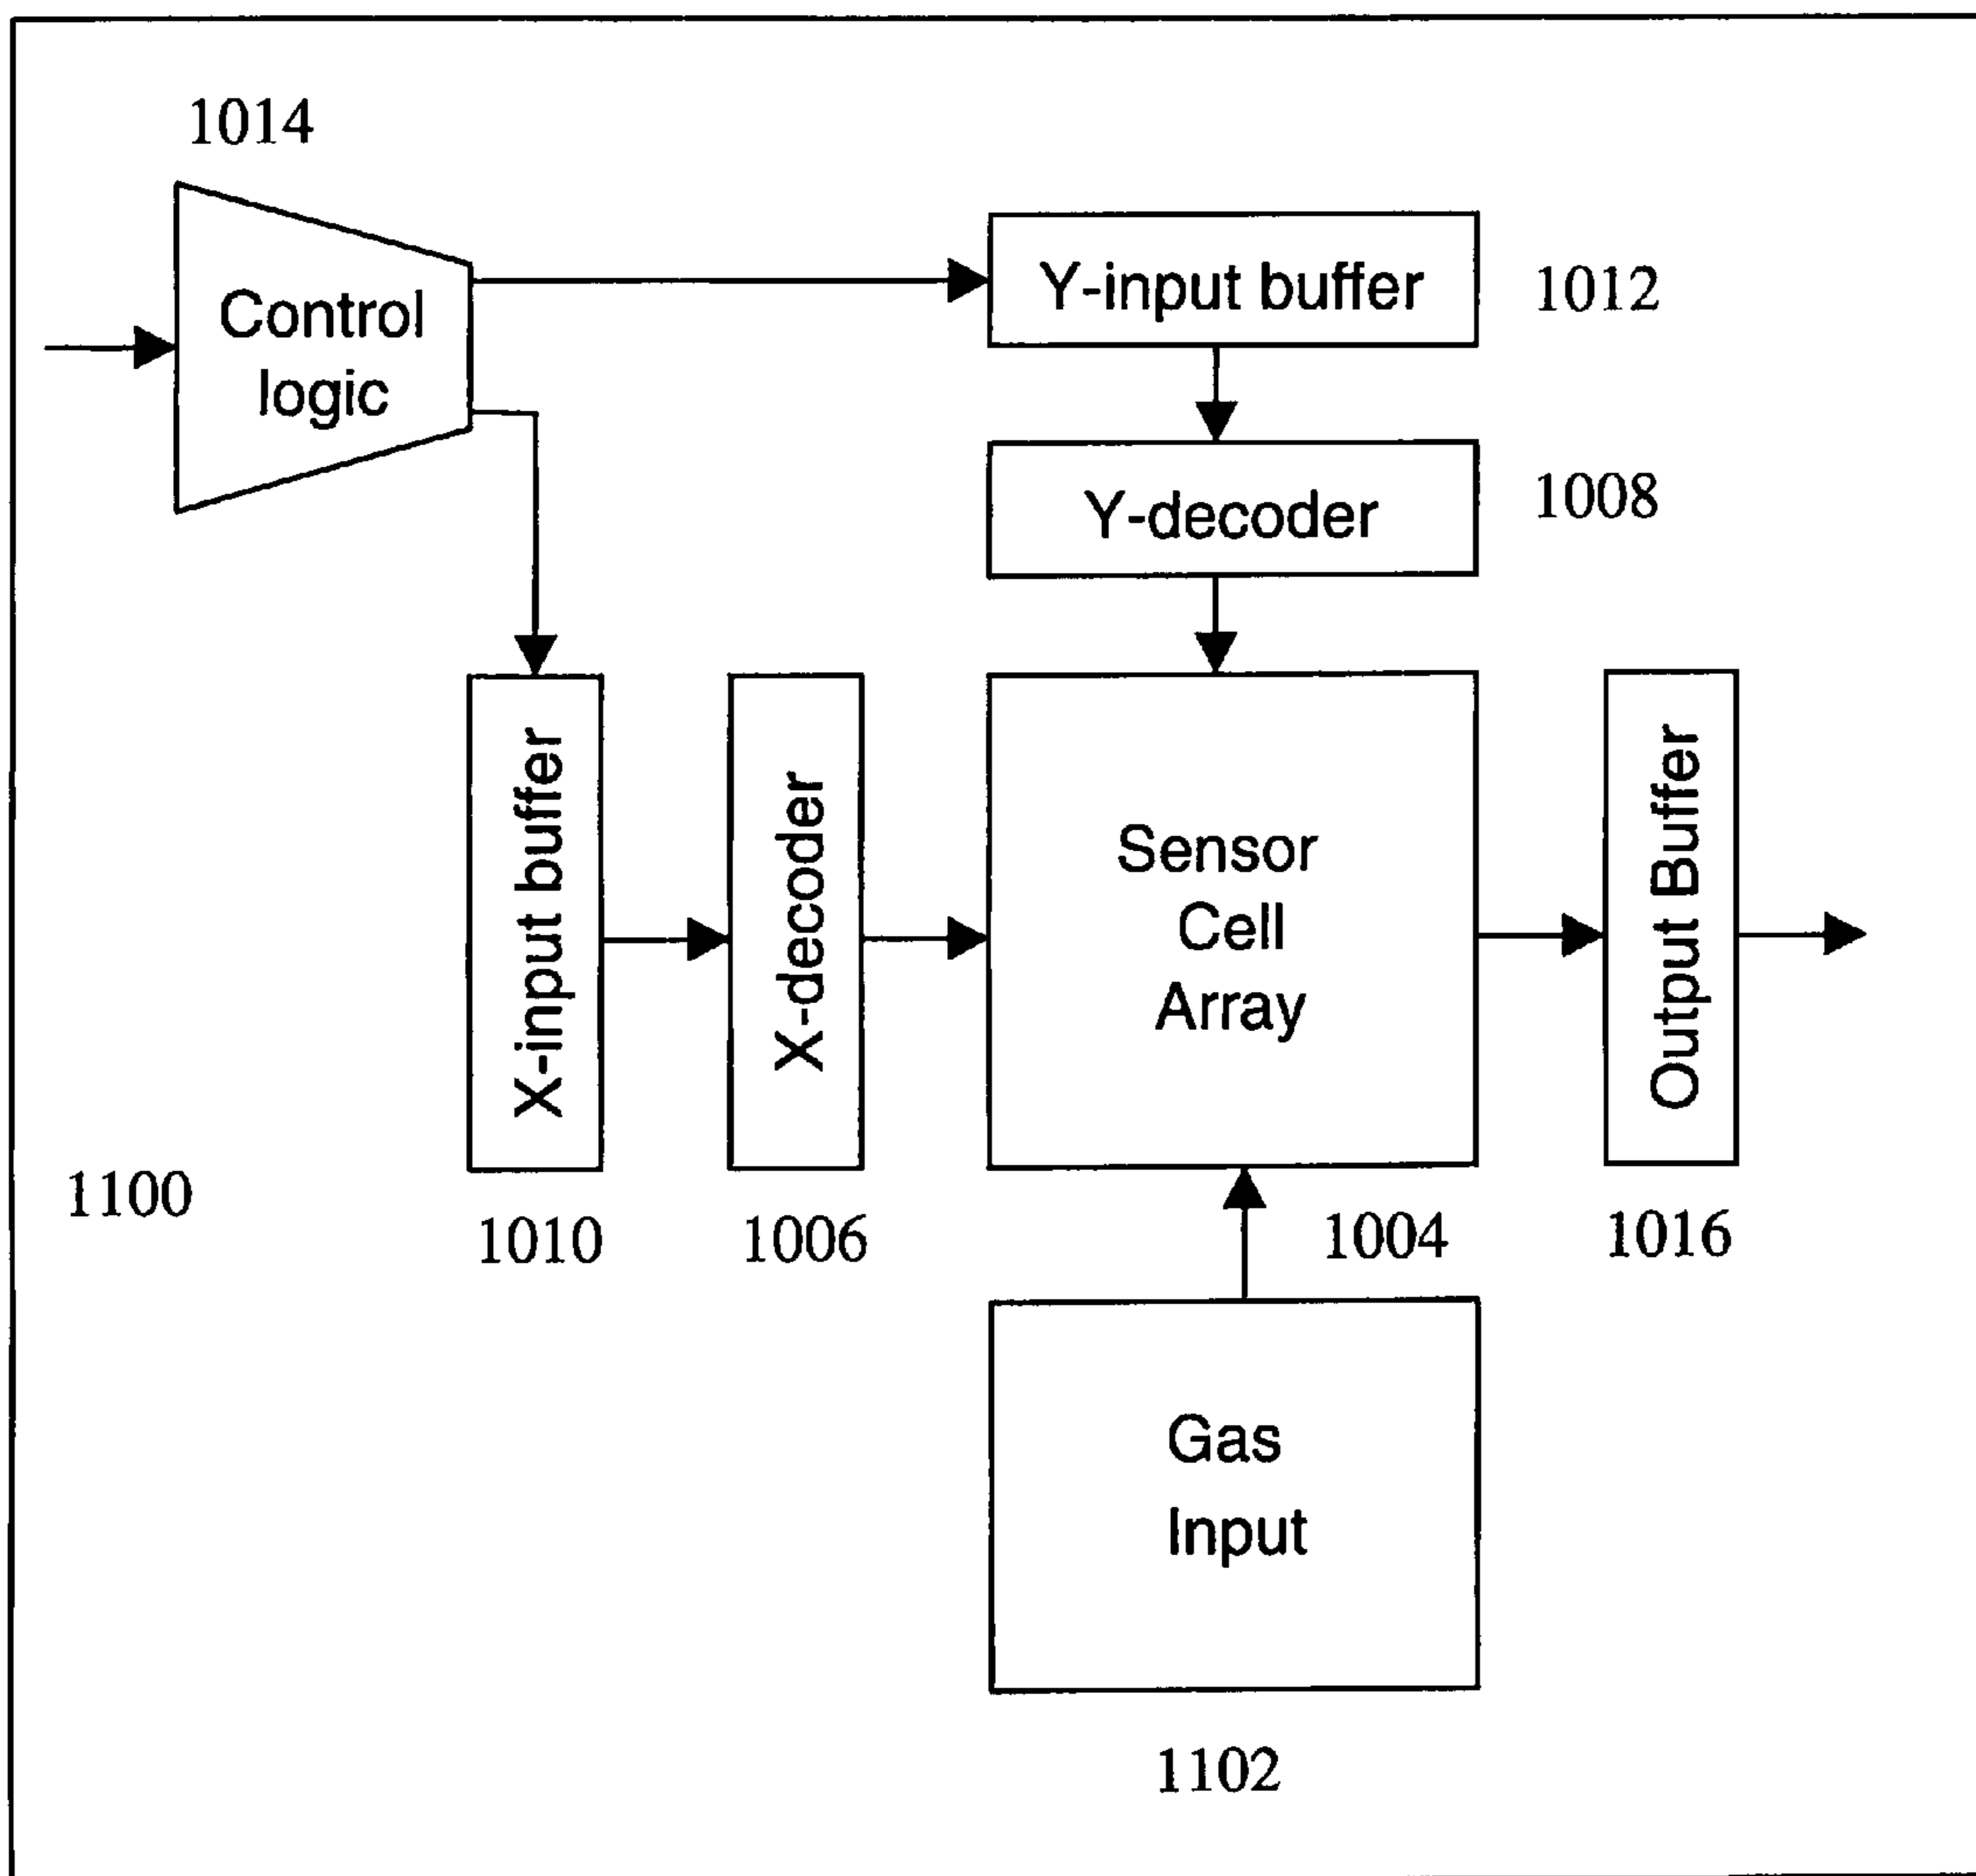 1014
Control
logic
Y-input buffer
1012
Y-decoder
1008
X-input buffer
X-decoder
Sensor
Cell
Array
Output Buffer
1100
1010
1006
1004
1016
Gas
Input
1102